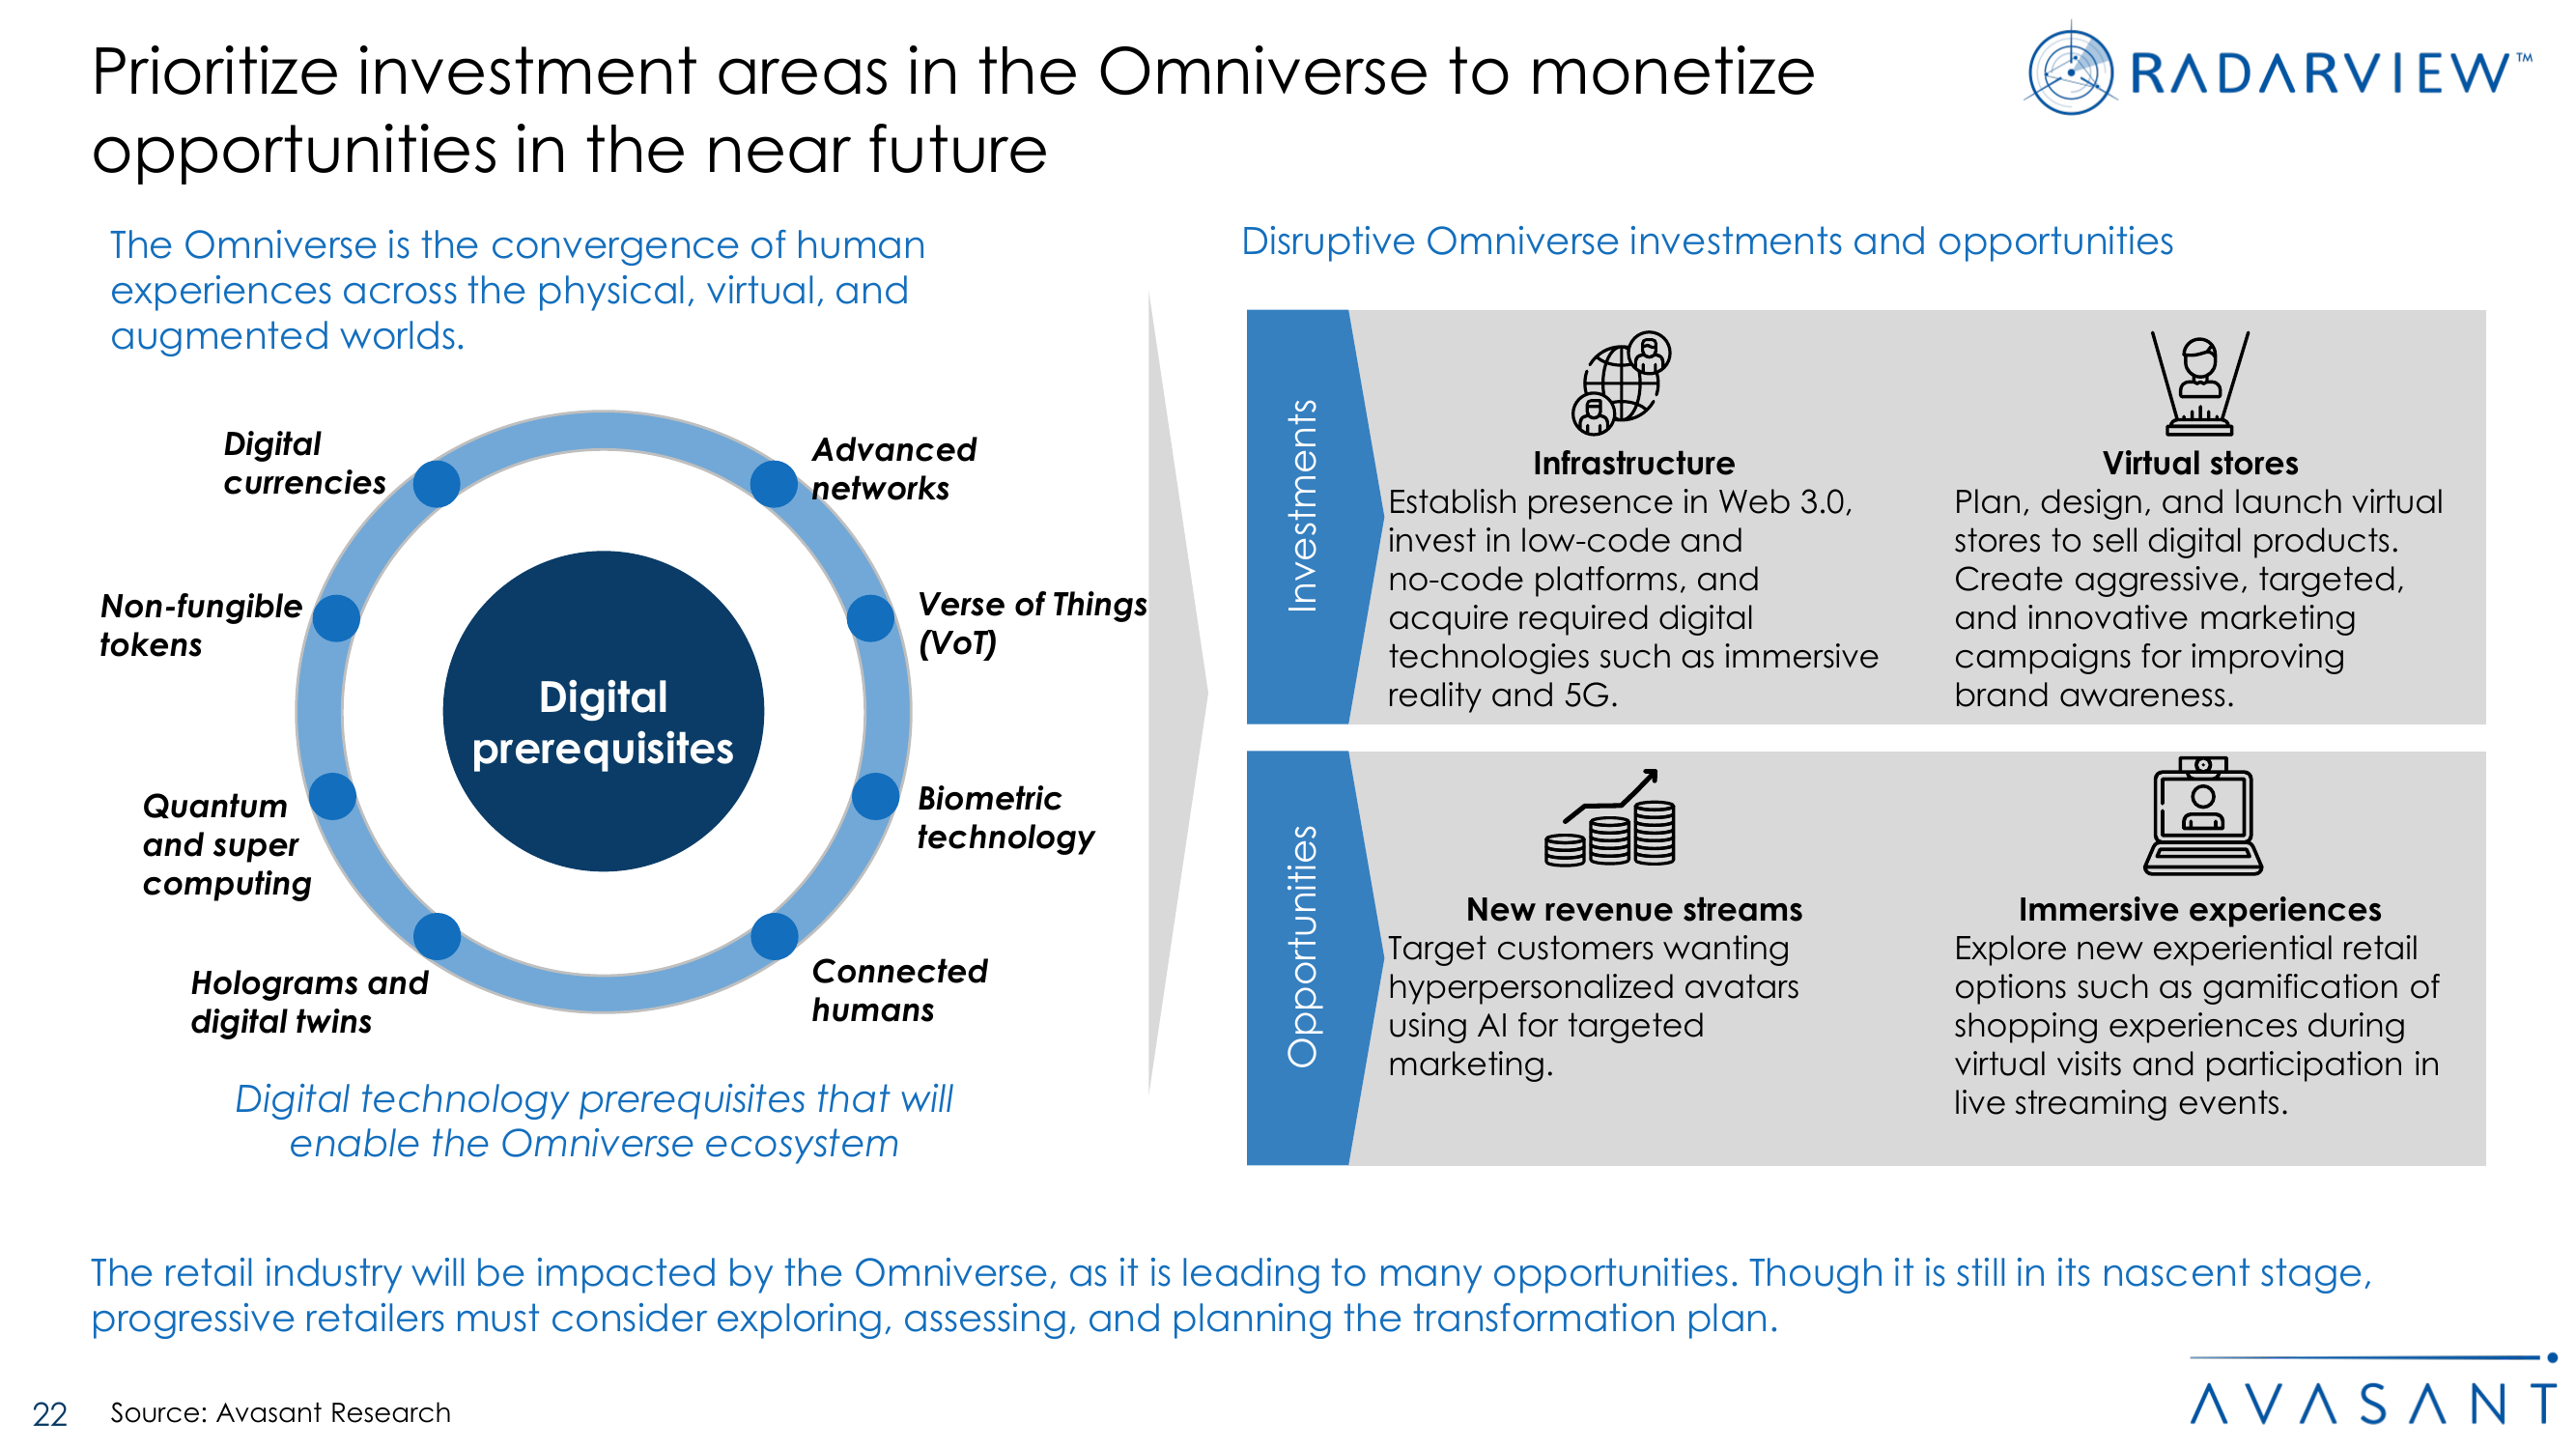 Prioritize investment areas in the Omniverse to monetize
opportunities in the near future
RADARVIEW™
The Omniverse is the convergence of human
experiences across the physical, virtual, and
augmented worlds.
Digital
currencies
Advanced
networks
Non-fungible
tokens
Verse of Things
(VoT)
Digital
prerequisites
Quantum
and super
computing
Biometric
technology
Holograms and
digital twins
Connected
humans
Digital technology prerequisites that will
enable the Omniverse ecosystem
Disruptive Omniverse investments and opportunities
Investments
Infrastructure
Establish presence in Web 3.0,
invest in low-code and
no-code platforms, and
acquire required digital
technologies such as immersive
reality and 5G.
Virtual stores
Plan, design, and launch virtual
stores to sell digital products.
Create aggressive, targeted,
and innovative marketing
campaigns for improving
brand awareness.
Opportunities
New revenue streams
Target customers wanting
hyperpersonalized avatars
using AI for targeted
marketing.
Immersive experiences
Explore new experiential retail
options such as gamification of
shopping experiences during
virtual visits and participation in
live streaming events.
The retail industry will be impacted by the Omniverse, as it is leading to many opportunities. Though it is still in its nascent stage,
progressive retailers must consider exploring, assessing, and planning the transformation plan.
22
Source: Avasant Research
AVASANT